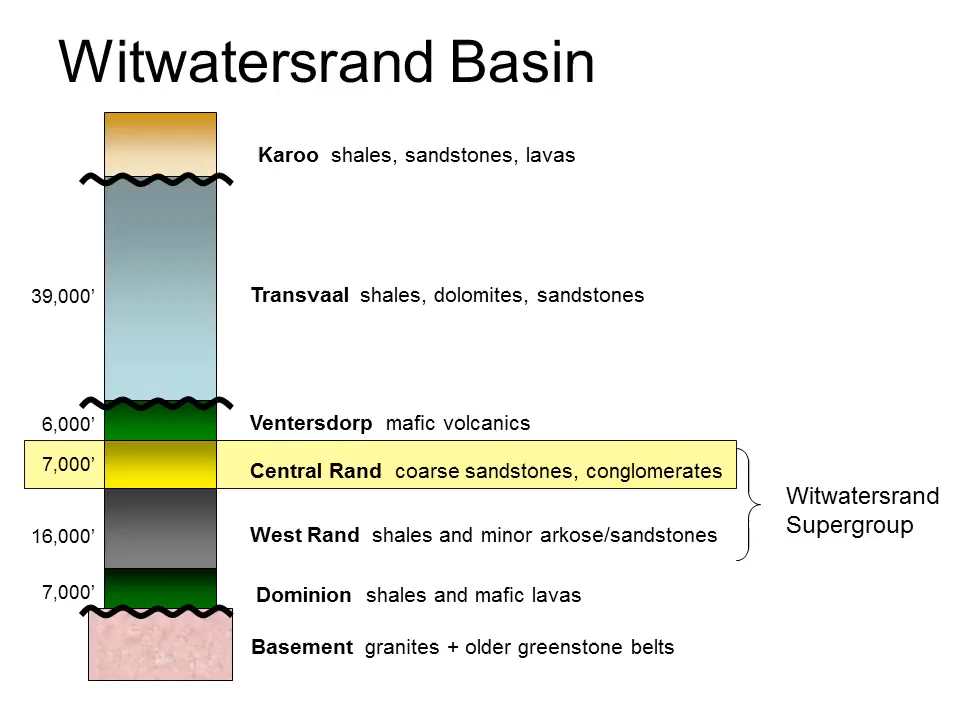 Witwatersrand Basin
Karoo shales, sandstones, lavas
39,000’ Transvaal shales, dolomites, sandstones
6,000’ Ventersdorp mafic volcanics
7,000’ Central Rand coarse sandstones, conglomerates
Witwatersrand
Supergroup
16,000’ West Rand shales and minor arkose/sandstones
7,000’ Dominion shales and mafic lavas
Basement granites + older greenstone belts